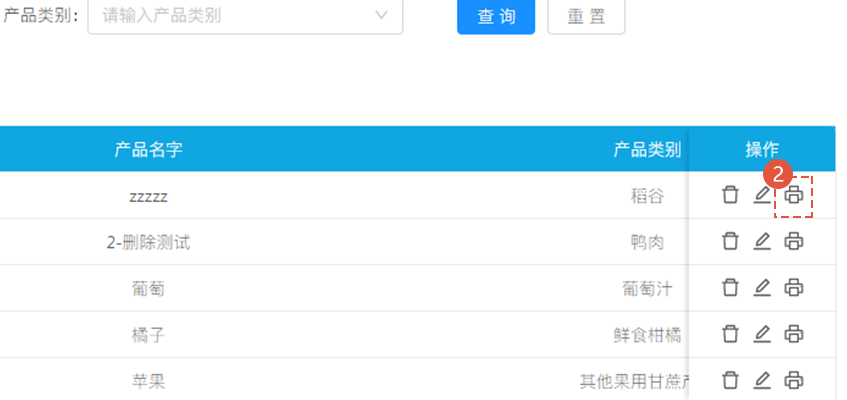 产品类别： 请输入产品类别 查 询 重 置
产品名字 产品类别 操作
2
zzzzz 稻谷
2-删除测试 鸭肉
葡萄 葡萄汁
橘子 鲜食柑橘
苹果 其他果用甘蔗